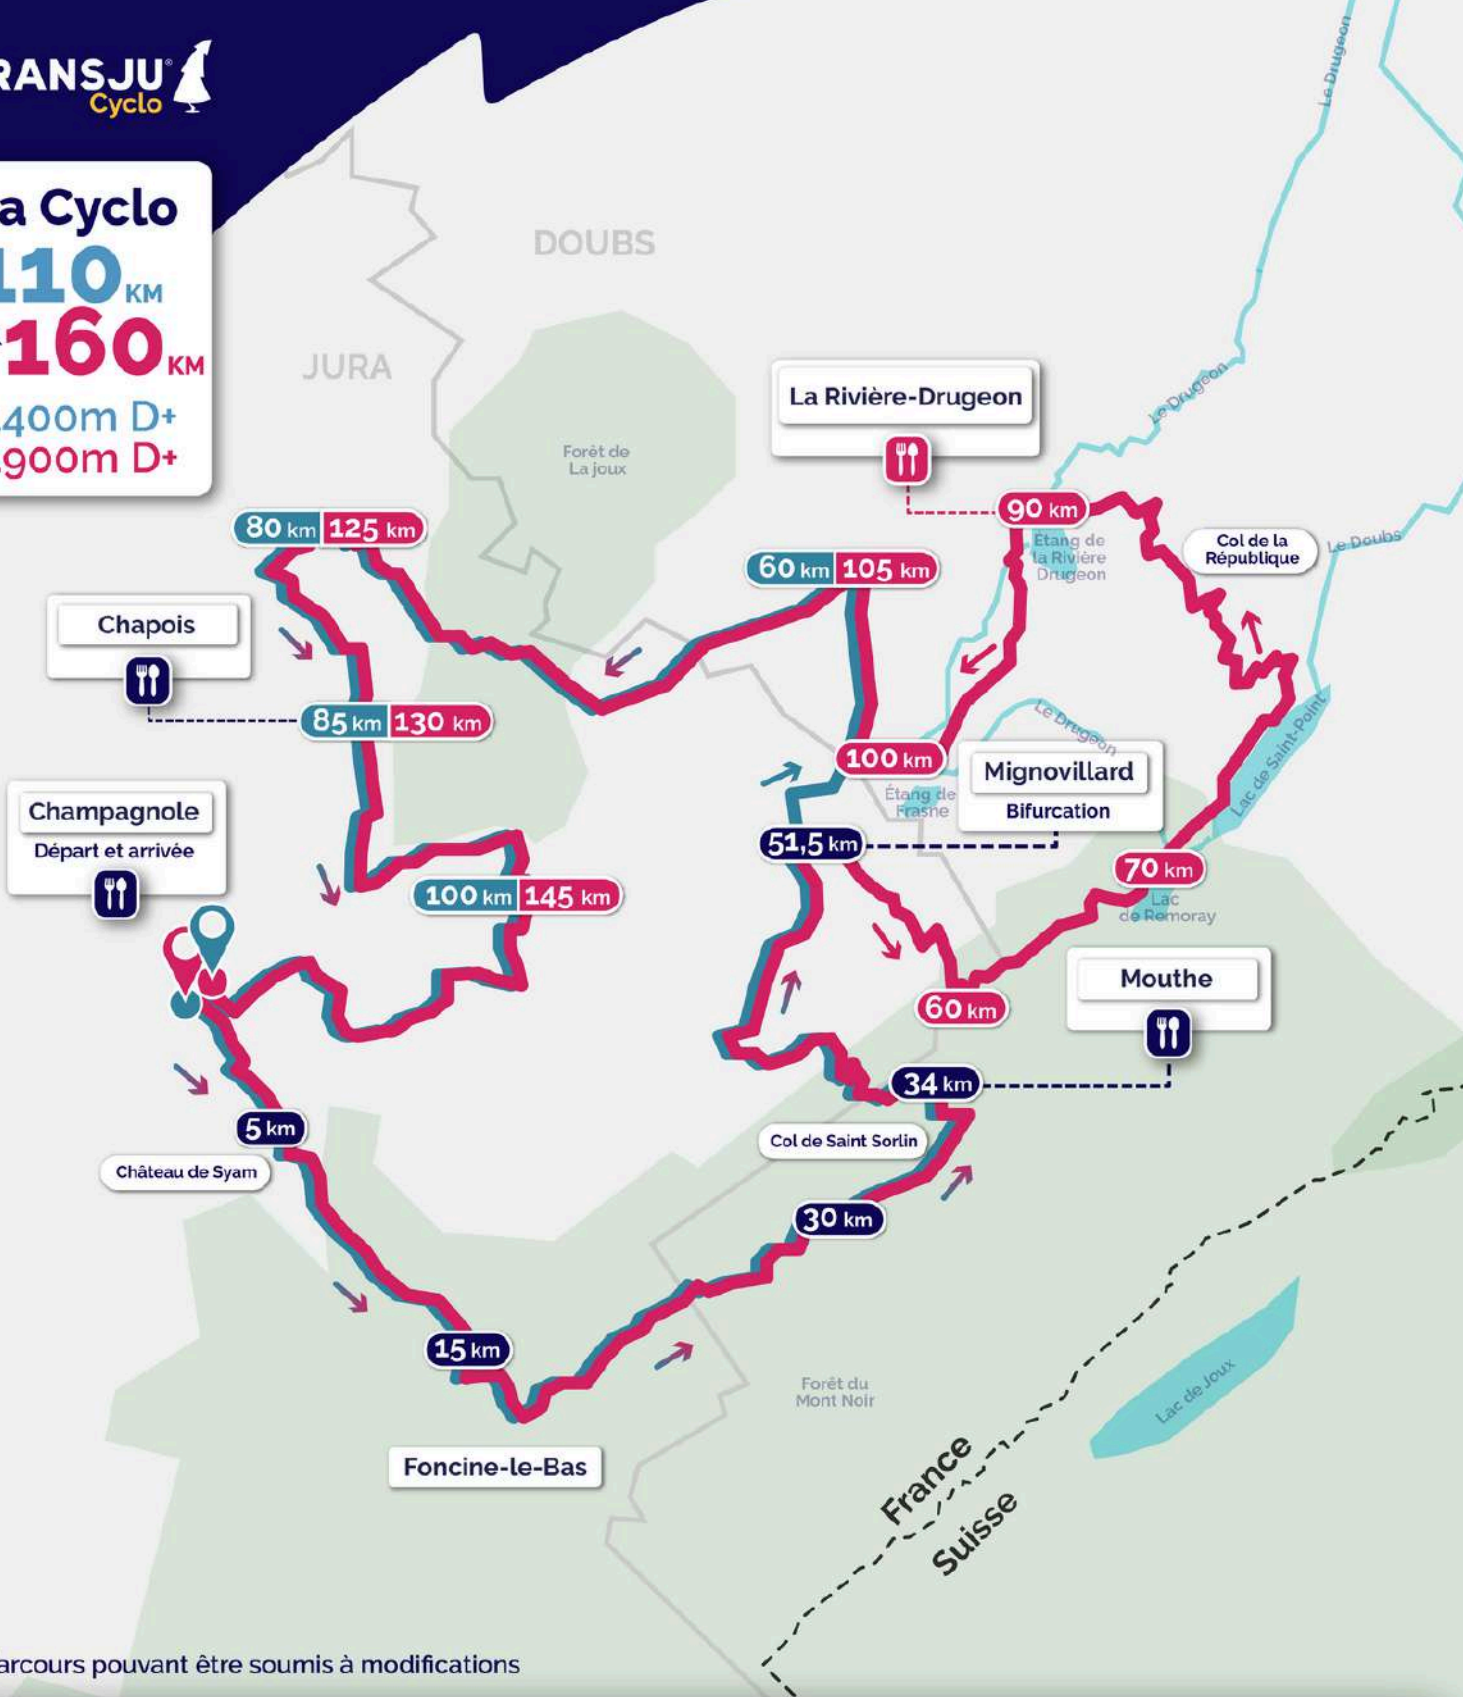 RANSJU®
Cyclo
a Cyclo
110 KM
160 KM
.400m D+
.900m D+
DOUBS
JURA
Forêt de
La joux
La Rivière-Drugeon
Le Drugeon
Le Drugeon
90 km
Étang de
la Rivière
Drugeon
Col de la
République
Le Doubs
80 km 125 km
60 km 105 km
Chapois
85 km 130 km
Le Drugeon
Lac de Saint-Point
100 km
Mignovillard
Bifurcation
Étang de
Frasne
Champagnole
Départ et arrivée
51,5 km
70 km
100 km 145 km
Lac
de Remoray
Mouthe
60 km
34 km
5 km
Col de Saint Sorlin
Château de Syam
30 km
15 km
Forêt du
Mont Noir
Lac de Joux
Foncine-le-Bas
France
Suisse
arcours pouvant être soumis à modifications